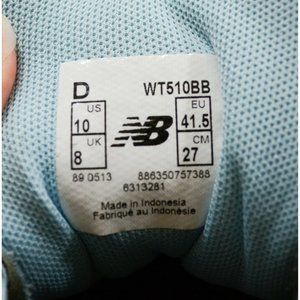 D WT510BB
US EU
10 NB 41.5
UK CM
8 27
89 0513 886350757388
6313281
Made in Indonesia
Fabriqué au Indonésie